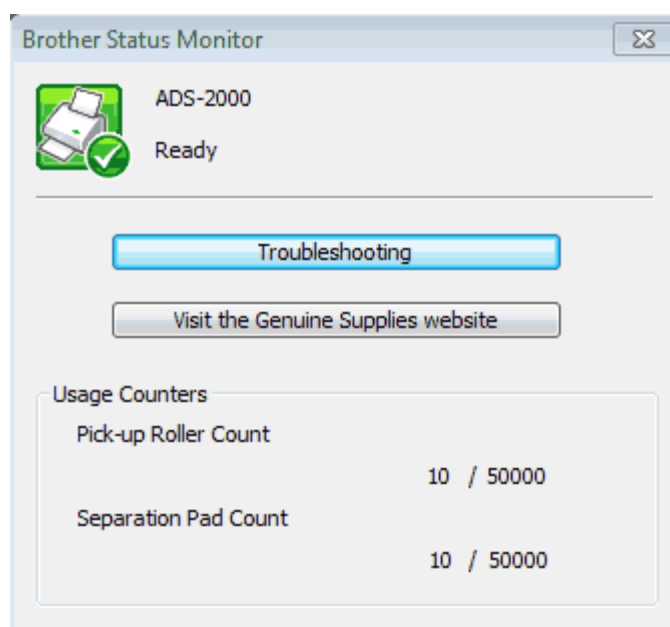 Brother Status Monitor
ADS-2000
Ready
Troubleshooting
Visit the Genuine Supplies website
Usage Counters
Pick-up Roller Count
10 / 50000
Separation Pad Count
10 / 50000